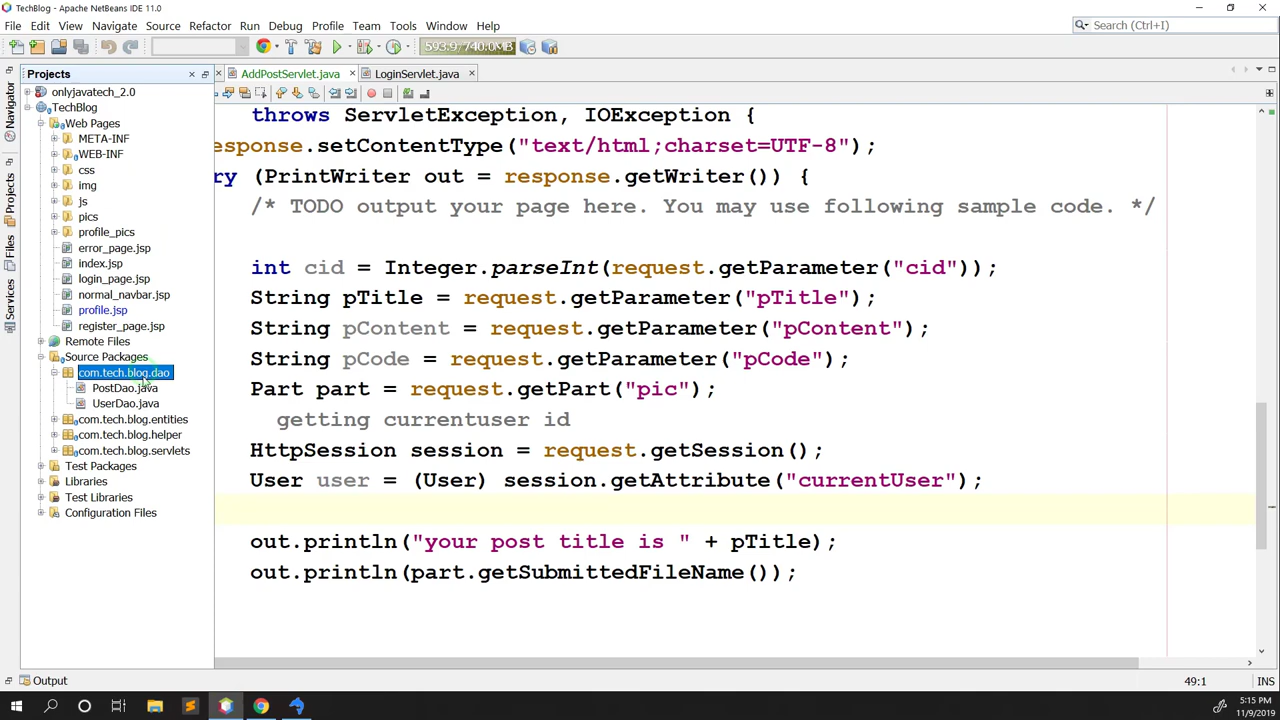 TechBlog - Apache NetBeans IDE 11.0
File Edit View Navigate Source Refactor Run Debug Profile Team Tools Window Help
Search (Ctrl+I)
593.9/740.0MB
Projects
AddPostServlet.java
LoginServlet.java
Navigator
Projects
Files
Services
onlyjavatech_2.0
TechBlog
Web Pages
META-INF
WEB-INF
css
img
js
pics
profile_pics
error_page.jsp
index.jsp
login_page.jsp
normal_navbar.jsp
profile.jsp
register_page.jsp
Remote Files
Source Packages
com.tech.blog.dao
PostDao.java
UserDao.java
com.tech.blog.entities
com.tech.blog.helper
com.tech.blog.servlets
Test Packages
Libraries
Test Libraries
Configuration Files
throws ServletException, IOException {
esponse.setContentType("text/html;charset=UTF-8");
ry (PrintWriter out = response.getWriter()) {
/* TODO output your page here. You may use following sample code. */
int cid = Integer.parseInt(request.getParameter("cid"));
String pTitle = request.getParameter("pTitle");
String pContent = request.getParameter("pContent");
String pCode = request.getParameter("pCode");
Part part = request.getPart("pic");
getting currentuser id
HttpSession session = request.getSession();
User user = (User) session.getAttribute("currentUser");
out.println("your post title is " + pTitle);
out.println(part.getSubmittedFileName());
Output
49:1
INS
5:15 PM
11/9/2019